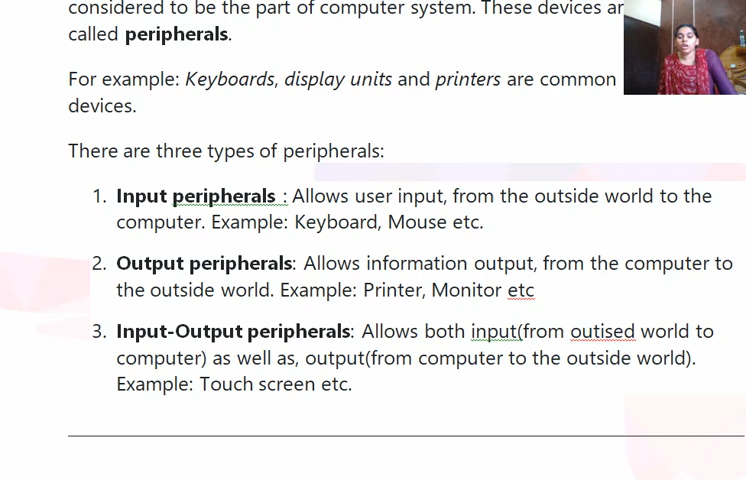 considered to be the part of computer system. These devices ar
called peripherals.
For example: Keyboards, display units and printers are common
devices.
There are three types of peripherals:
1. Input peripherals : Allows user input, from the outside world to the
computer. Example: Keyboard, Mouse etc.
2. Output peripherals: Allows information output, from the computer to
the outside world. Example: Printer, Monitor etc
3. Input-Output peripherals: Allows both input(from outised world to
computer) as well as, output(from computer to the outside world).
Example: Touch screen etc.